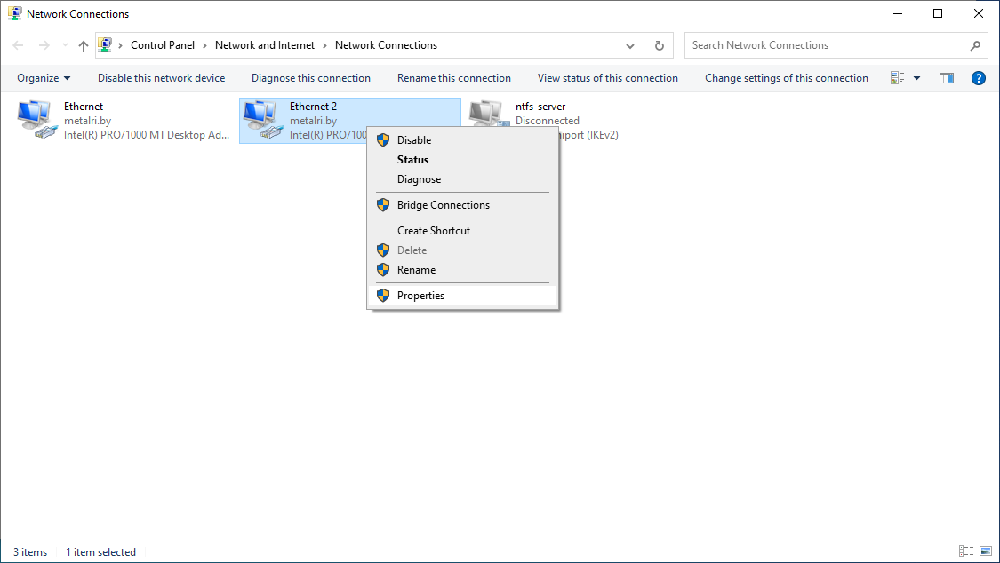 Network Connections
Control Panel > Network and Internet > Network Connections
Search Network Connections
Organize
Disable this network device
Diagnose this connection
Rename this connection
View status of this connection
Change settings of this connection
Ethernet
metalri.by
Intel(R) PRO/1000 MT Desktop Ad...
Ethernet 2
metalri.by
Intel(R) PRO/100
ntfs-server
Disconnected
niport (IKEv2)
Disable
Status
Diagnose
Bridge Connections
Create Shortcut
Delete
Rename
Properties
3 items
1 item selected